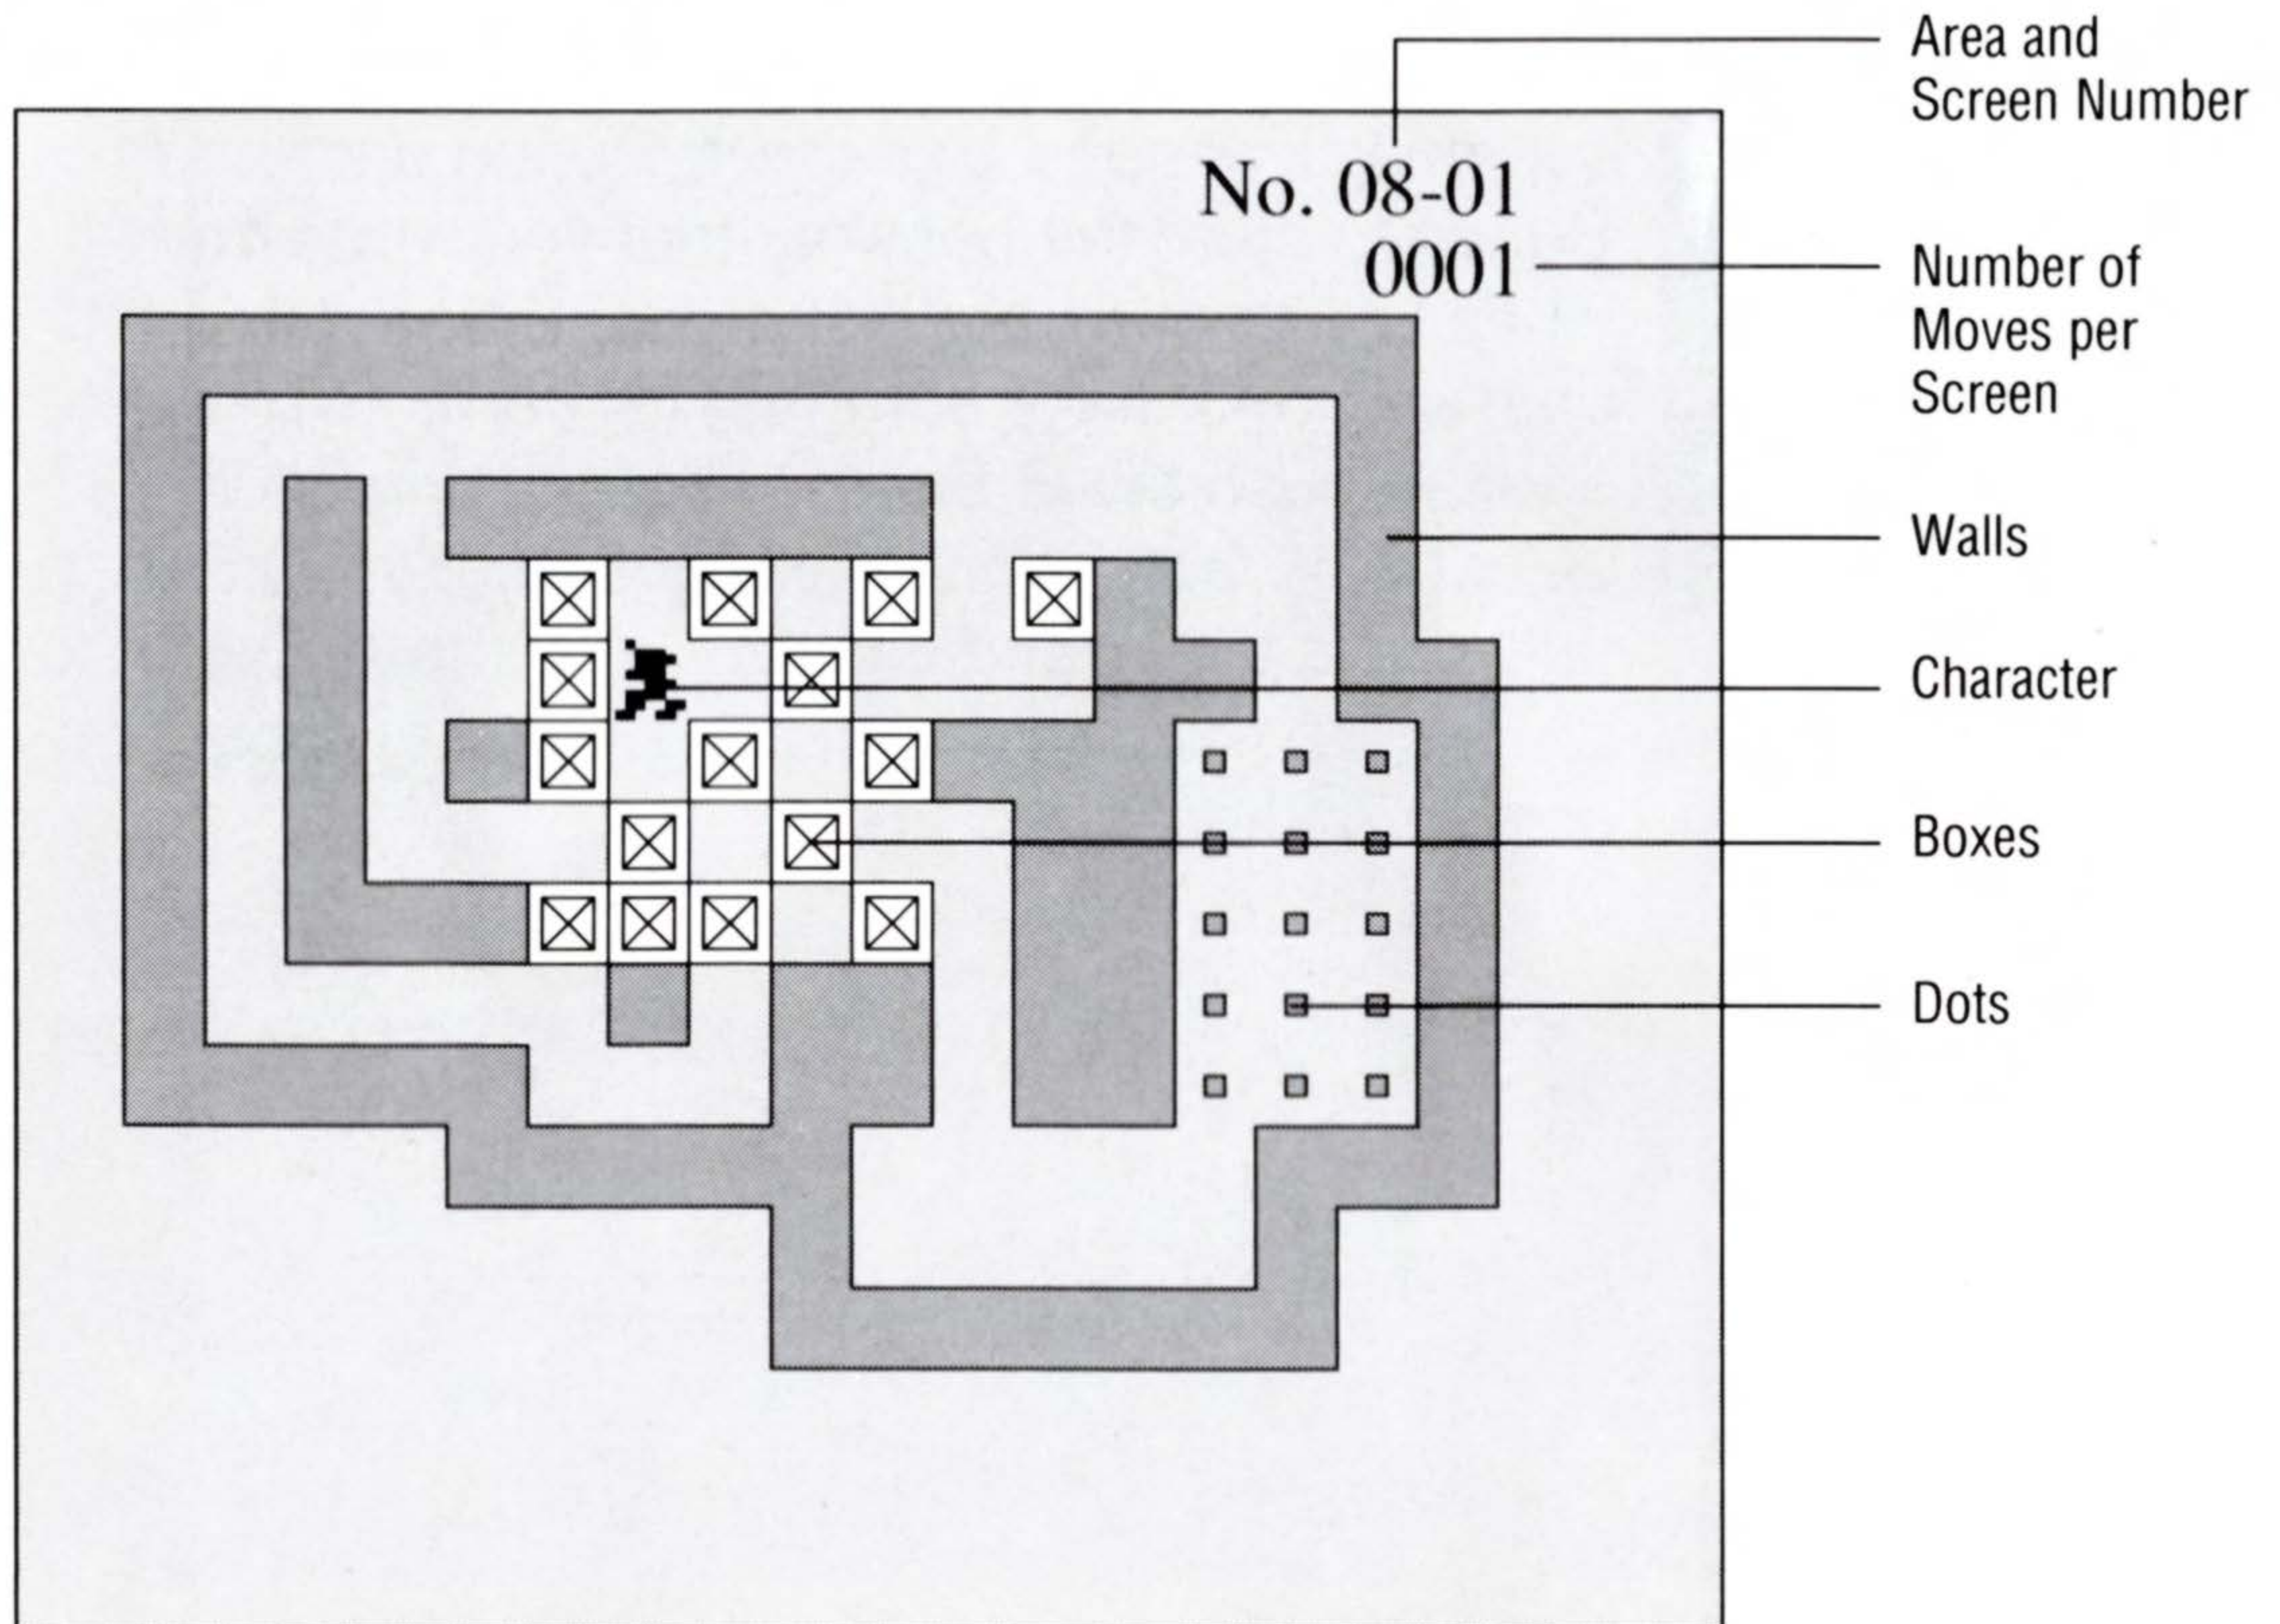 Area and
Screen Number
No. 08-01
0001
Number of
Moves per
Screen
Walls
Character
Boxes
Dots